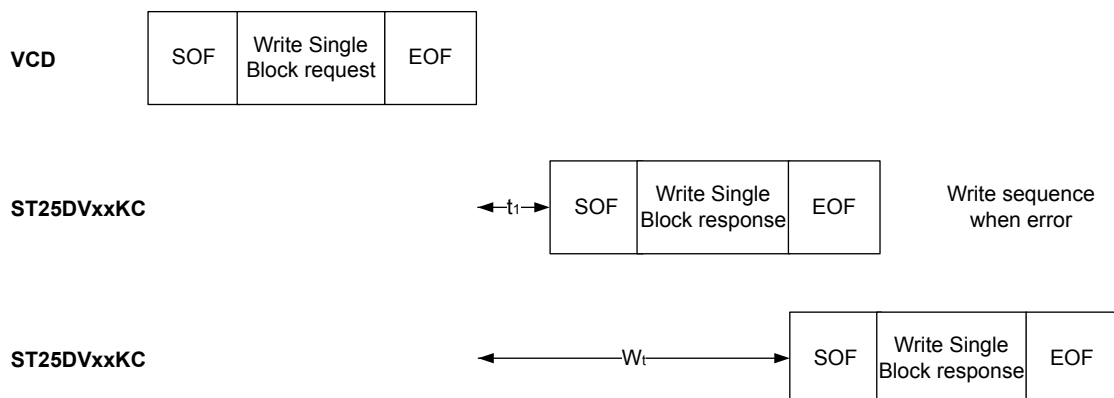 VCD
SOF
Write Single
Block request
EOF
ST25DVxxKC
t1
SOF
Write Single
Block response
EOF
Write sequence
when error
ST25DVxxKC
Wt
SOF
Write Single
Block response
EOF